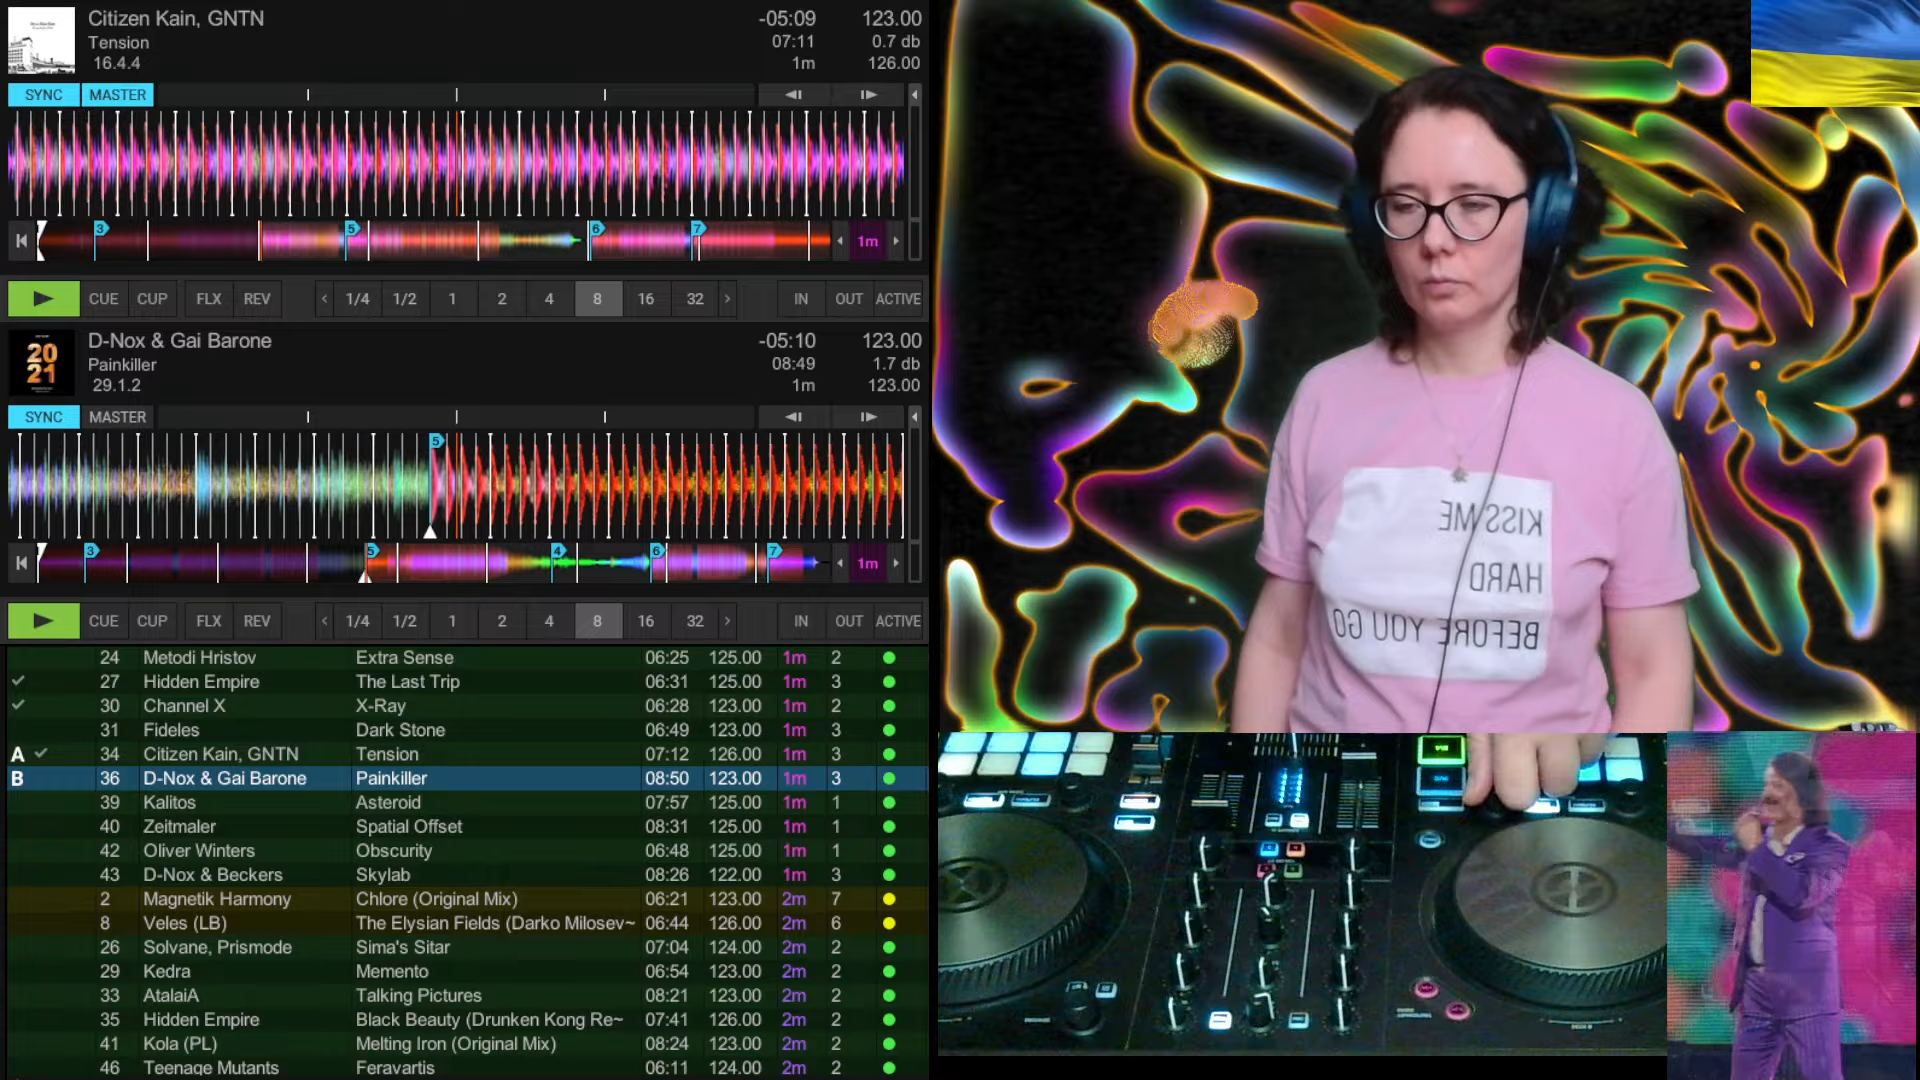 Citizen Kain, GNTN -05:09 123.00
Tension 07:11 0.7 db
16.4.4 1m 126.00
SYNC MASTER
3 5 6 7 1m
CUE CUP FLX REV 1/4 1/2 1 2 4 8 16 32 IN OUT ACTIVE
D-Nox & Gai Barone -05:10 123.00
Painkiller 08:49 1.7 db
29.1.2 1m 123.00
20
21
SYNC MASTER
5
3 5 4 6 7 1m
CUE CUP FLX REV 1/4 1/2 1 2 4 8 16 32 IN OUT ACTIVE
24 Metodi Hristov Extra Sense 06:25 125.00 1m 2
27 Hidden Empire The Last Trip 06:31 125.00 1m 3
30 Channel X X-Ray 06:28 123.00 1m 2
31 Fideles Dark Stone 06:49 123.00 1m 3
A 34 Citizen Kain, GNTN Tension 07:12 126.00 1m 3
B 36 D-Nox & Gai Barone Painkiller 08:50 123.00 1m 3
39 Kalitos Asteroid 07:57 125.00 1m 1
40 Zeitmaler Spatial Offset 08:31 125.00 1m 1
42 Oliver Winters Obscurity 06:48 125.00 1m 1
43 D-Nox & Beckers Skylab 08:26 122.00 1m 3
2 Magnetik Harmony Chlore (Original Mix) 06:21 123.00 2m 7
8 Veles (LB) The Elysian Fields (Darko Milosev~ 06:44 126.00 2m 6
26 Solvane, Prismode Sima's Sitar 07:04 124.00 2m 2
29 Kedra Memento 06:54 123.00 2m 2
33 AtalaiA Talking Pictures 08:21 123.00 2m 2
35 Hidden Empire Black Beauty (Drunken Kong Re~ 07:41 126.00 2m 2
41 Kola (PL) Melting Iron (Original Mix) 08:24 123.00 2m 2
46 Teenage Mutants Feravartis 06:11 124.00 2m 2
KISS ME
HARD
BEFORE YOU GO